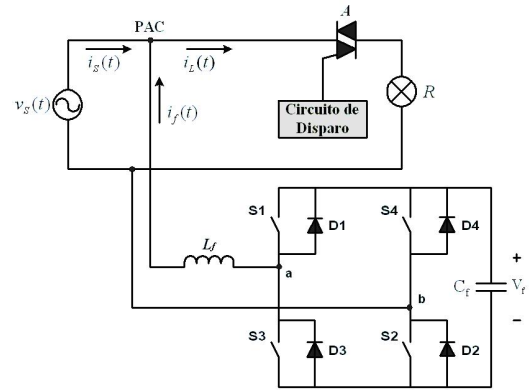 PAC
A
i_S(t)
i_L(t)
v_S(t)
i_f(t)
R
Circuito de
Disparo
S1
D1
S4
D4
L_f
a
b
C_f
+
V_f
−
S3
D3
S2
D2